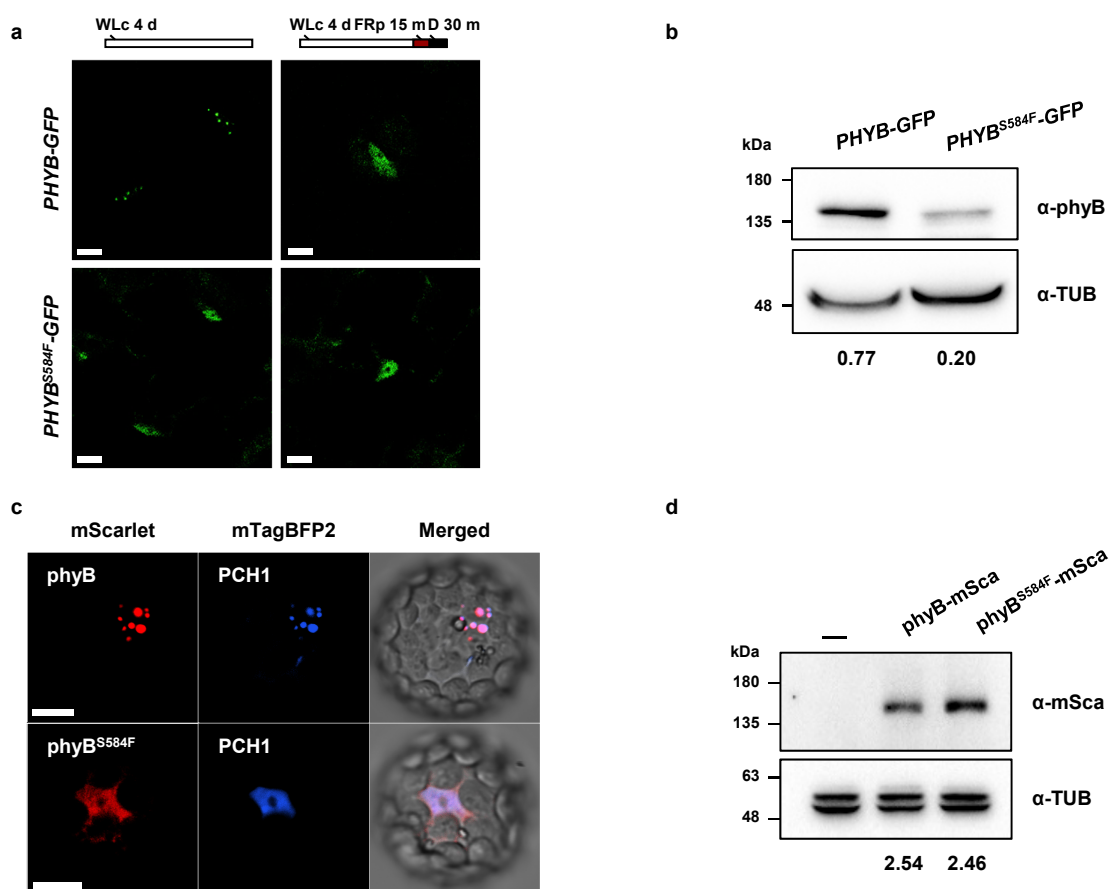 a
WLc 4 d
WLc 4 d FRp 15 m D 30 m
PHYB-GFP
PHYB^S584F-GFP
b
PHYB-GFP
PHYB^S584F-GFP
kDa
180
135
α-phyB
48
α-TUB
0.77 0.20
c
mScarlet mTagBFP2 Merged
phyB PCH1
phyB^S584F PCH1
d
phyB-mSca
phyB^S584F-mSca
kDa
180
135
α-mSca
63
48
α-TUB
2.54 2.46